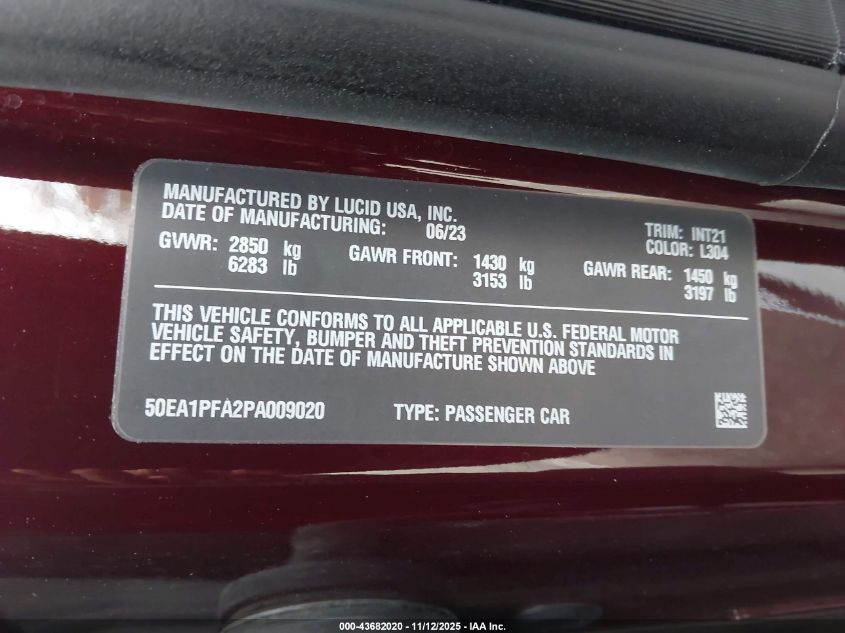 MANUFACTURED BY LUCID USA, INC.
DATE OF MANUFACTURING: 06/23
TRIM: INT21
COLOR: L304
GVWR: 2850 kg
6283 lb
GAWR FRONT: 1430 kg
3153 lb
GAWR REAR: 1450 kg
3197 lb
THIS VEHICLE CONFORMS TO ALL APPLICABLE U.S. FEDERAL MOTOR
VEHICLE SAFETY, BUMPER AND THEFT PREVENTION STANDARDS IN
EFFECT ON THE DATE OF MANUFACTURE SHOWN ABOVE
50EA1PFA2PA009020 TYPE: PASSENGER CAR
000-43682020 - 11/12/2025 - IAA Inc.